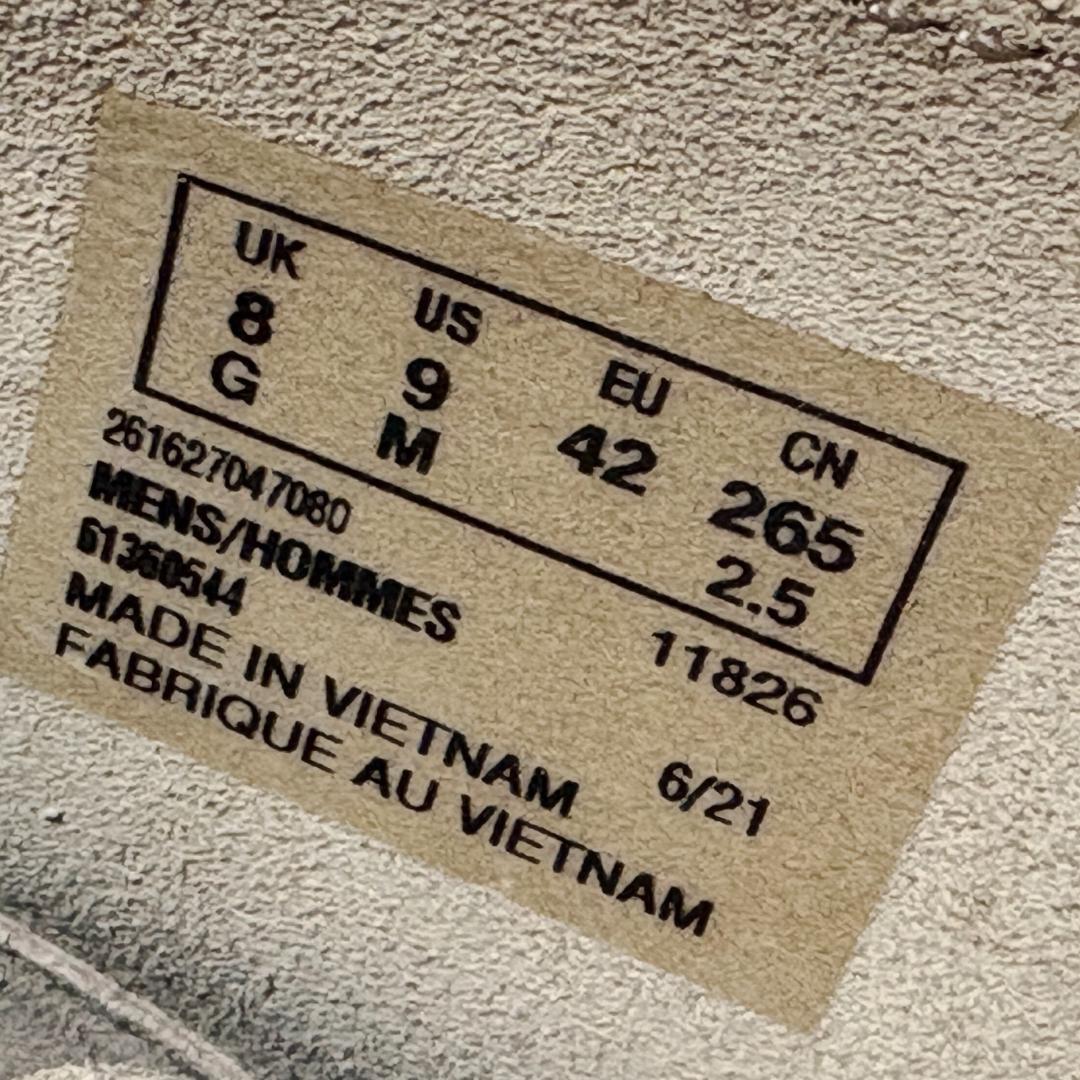 UK US EU CN
8 9 42 265
G M 2.5
261627047080 11826
MENS/HOMMES
61360544 6/21
MADE IN VIETNAM
FABRIQUE AU VIETNAM